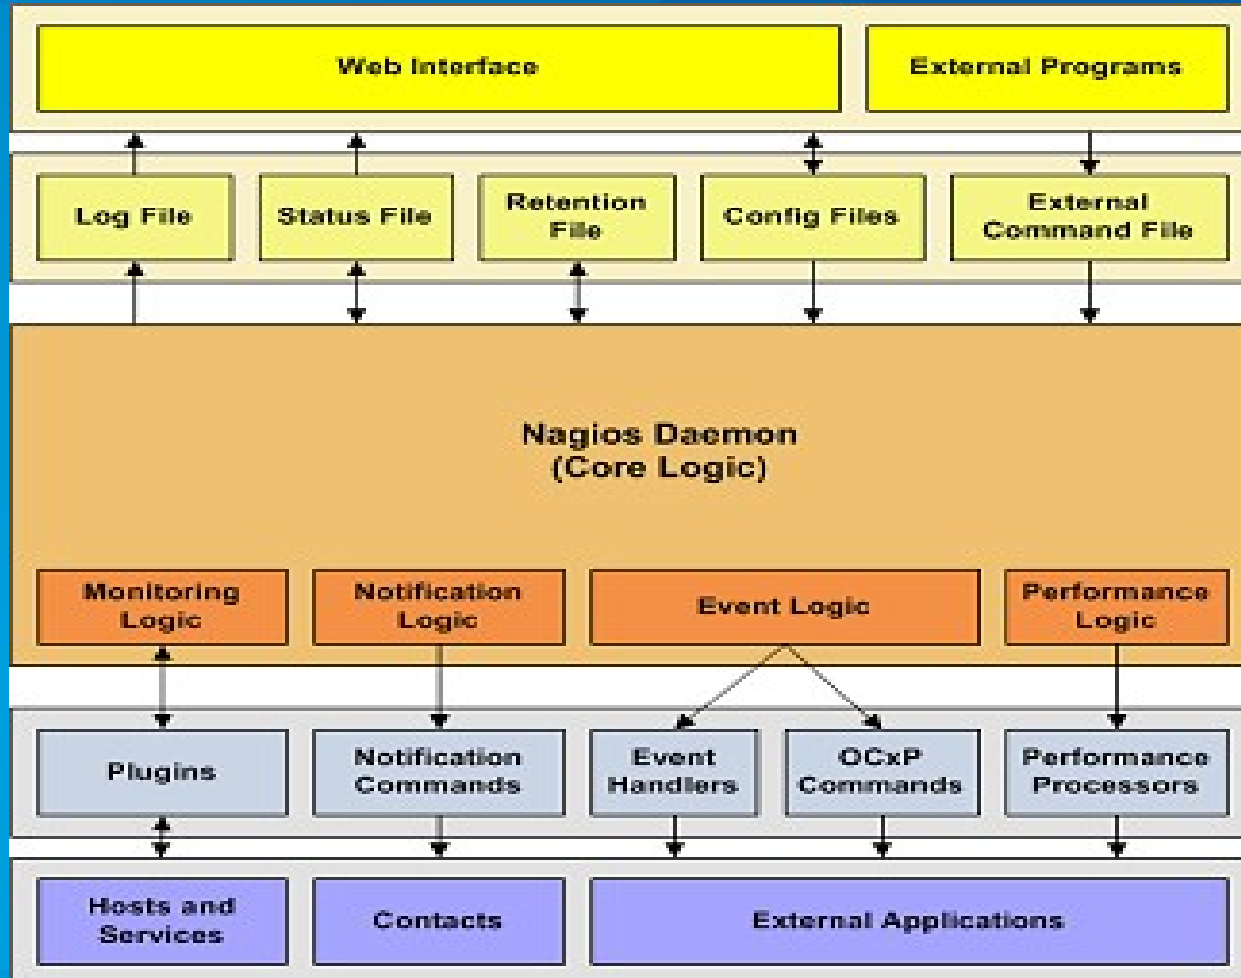 Web Interface
External Programs
Log File
Status File
Retention
File
Config Files
External
Command File
Nagios Daemon
(Core Logic)
Monitoring
Logic
Notification
Logic
Event Logic
Performance
Logic
Plugins
Notification
Commands
Event
Handlers
OCxP
Commands
Performance
Processors
Hosts and
Services
Contacts
External Applications